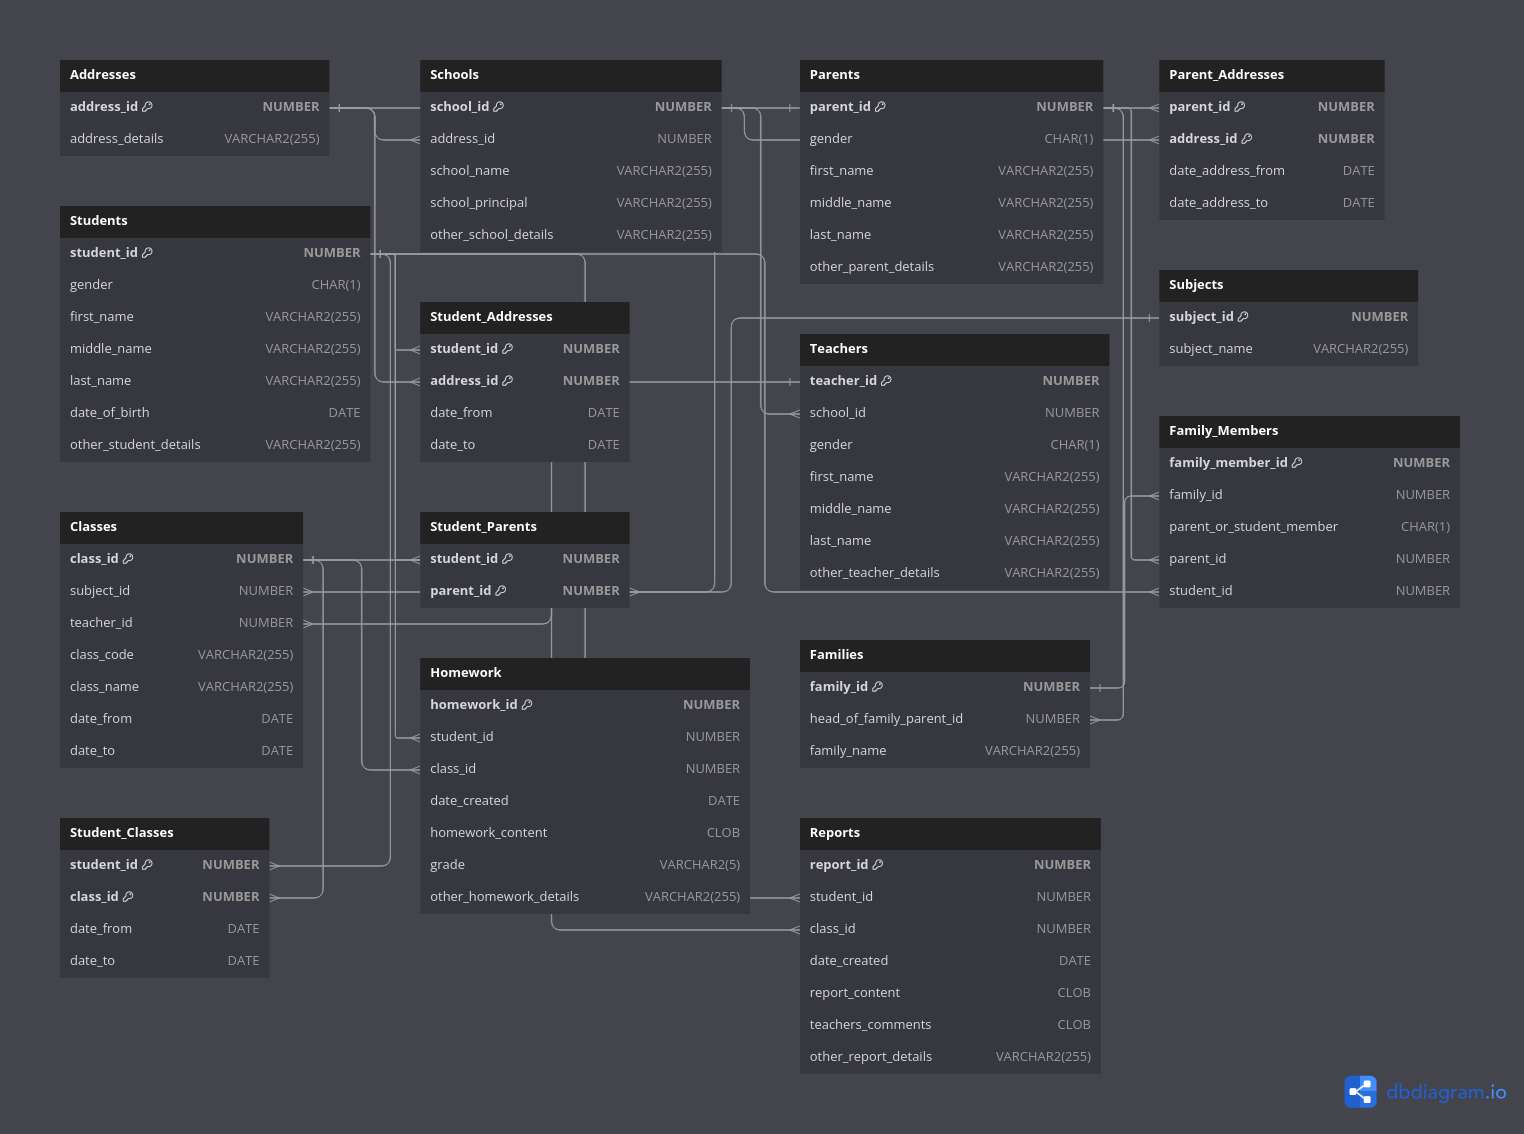 Addresses
address_id NUMBER
address_details VARCHAR2(255)
Schools
school_id NUMBER
address_id NUMBER
school_name VARCHAR2(255)
school_principal VARCHAR2(255)
other_school_details VARCHAR2(255)
Parents
parent_id NUMBER
gender CHAR(1)
first_name VARCHAR2(255)
middle_name VARCHAR2(255)
last_name VARCHAR2(255)
other_parent_details VARCHAR2(255)
Parent_Addresses
parent_id NUMBER
address_id NUMBER
date_address_from DATE
date_address_to DATE
Students
student_id NUMBER
gender CHAR(1)
first_name VARCHAR2(255)
middle_name VARCHAR2(255)
last_name VARCHAR2(255)
date_of_birth DATE
other_student_details VARCHAR2(255)
Student_Addresses
student_id NUMBER
address_id NUMBER
date_from DATE
date_to DATE
Teachers
teacher_id NUMBER
school_id NUMBER
gender CHAR(1)
first_name VARCHAR2(255)
middle_name VARCHAR2(255)
last_name VARCHAR2(255)
other_teacher_details VARCHAR2(255)
Subjects
subject_id NUMBER
subject_name VARCHAR2(255)
Family_Members
family_member_id NUMBER
family_id NUMBER
parent_or_student_member CHAR(1)
parent_id NUMBER
student_id NUMBER
Classes
class_id NUMBER
subject_id NUMBER
teacher_id NUMBER
class_code VARCHAR2(255)
class_name VARCHAR2(255)
date_from DATE
date_to DATE
Student_Parents
student_id NUMBER
parent_id NUMBER
Homework
homework_id NUMBER
student_id NUMBER
class_id NUMBER
date_created DATE
homework_content CLOB
grade VARCHAR2(5)
other_homework_details VARCHAR2(255)
Families
family_id NUMBER
head_of_family_parent_id NUMBER
family_name VARCHAR2(255)
Student_Classes
student_id NUMBER
class_id NUMBER
date_from DATE
date_to DATE
Reports
report_id NUMBER
student_id NUMBER
class_id NUMBER
date_created DATE
report_content CLOB
teachers_comments CLOB
other_report_details VARCHAR2(255)
dbdiagram.io